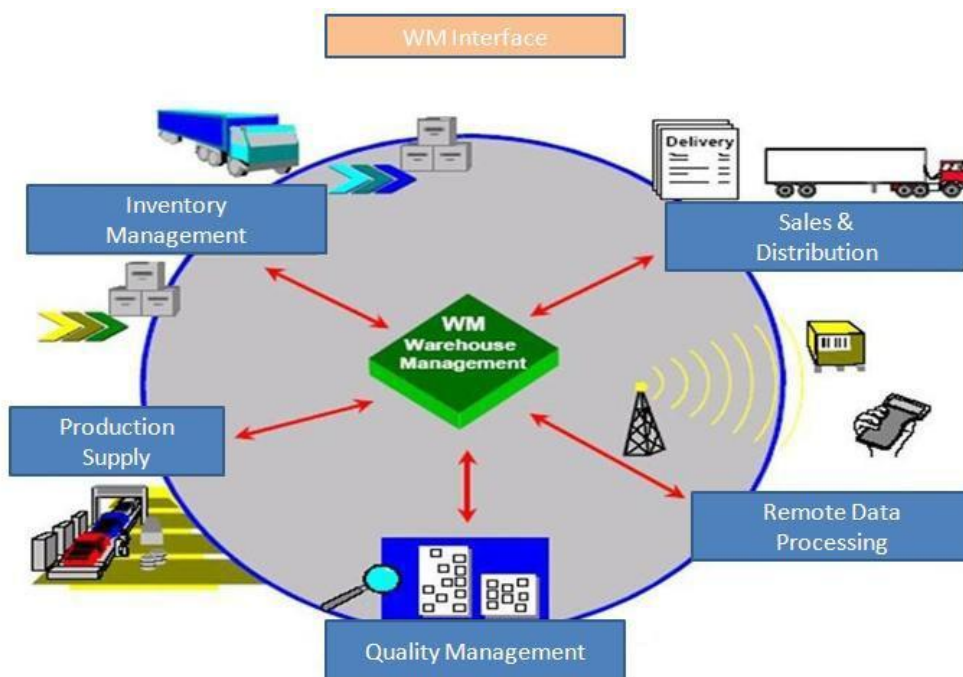 WM Interface
Delivery
Inventory
Management
Sales &
Distribution
WM
Warehouse
Management
Production
Supply
Remote Data
Processing
Quality Management